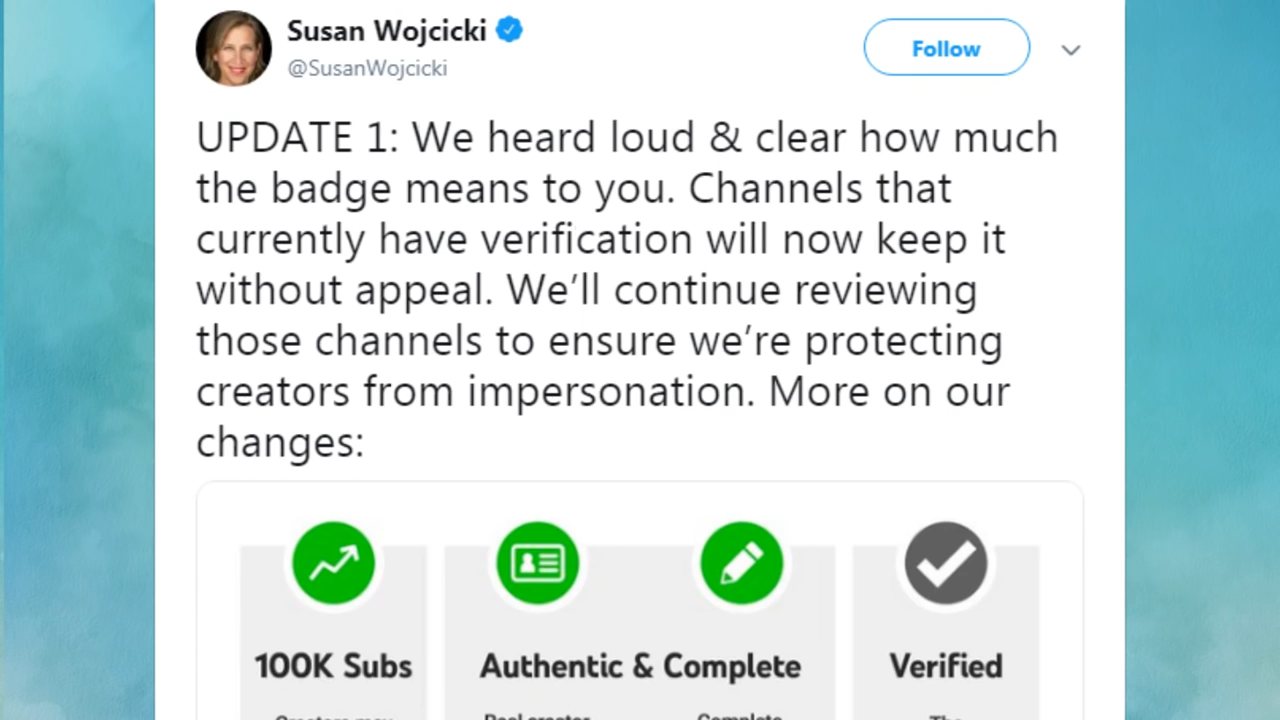 Susan Wojcicki
@SusanWojcicki
Follow
UPDATE 1: We heard loud & clear how much
the badge means to you. Channels that
currently have verification will now keep it
without appeal. We’ll continue reviewing
those channels to ensure we’re protecting
creators from impersonation. More on our
changes:
100K Subs
Authentic & Complete
Verified